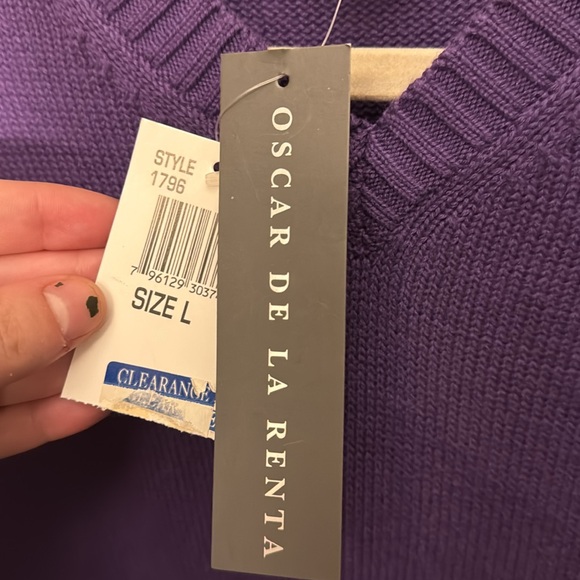 STYLE
1796
7 96129 3037
SIZE L
CLEARANCE
OSCAR DE LA RENTA